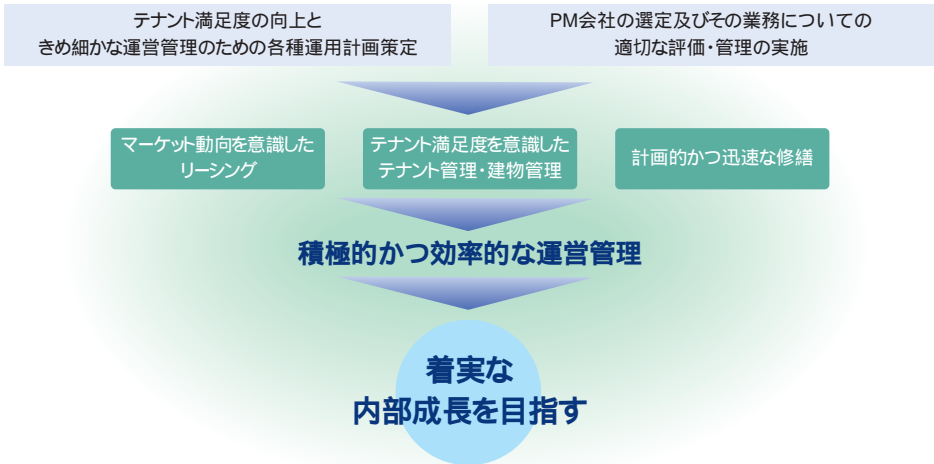 テナント満足度の向上と
きめ細かな運営管理のための各種運用計画策定
PM会社の選定及びその業務についての
適切な評価・管理の実施
マーケット動向を意識した
リーシング
テナント満足度を意識した
テナント管理・建物管理
計画的かつ迅速な修繕
積極的かつ効率的な運営管理
着実な
内部成長を目指す